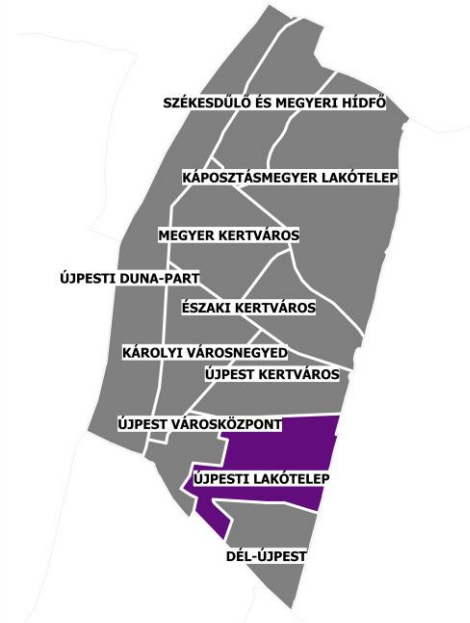 SZÉKESDŰLŐ ÉS MEGYERI HÍDFŐ
KÁPOSZTÁSMEGYER LAKÓTELEP
MEGYER KERTVÁROS
ÚJPESTI DUNA-PART
ÉSZAKI KERTVÁROS
KÁROLYI VÁROSNEGYED
ÚJPEST KERTVÁROS
ÚJPEST VÁROSKÖZPONT
ÚJPESTI LAKÓTELEP
DÉL-ÚJPEST